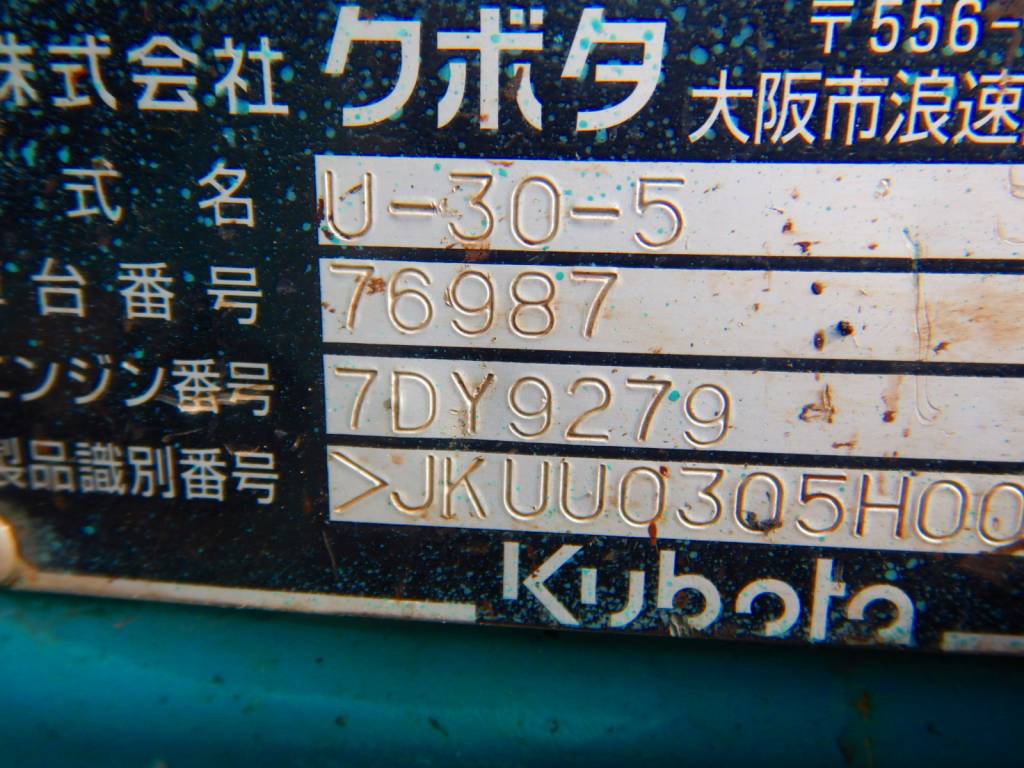 株式会社 クボタ 〒556-
大阪市浪速
式名 U-30-5
台番号 76987
エンジン番号 7DY9279
製品識別番号 >JKUU0305H00
Kubota